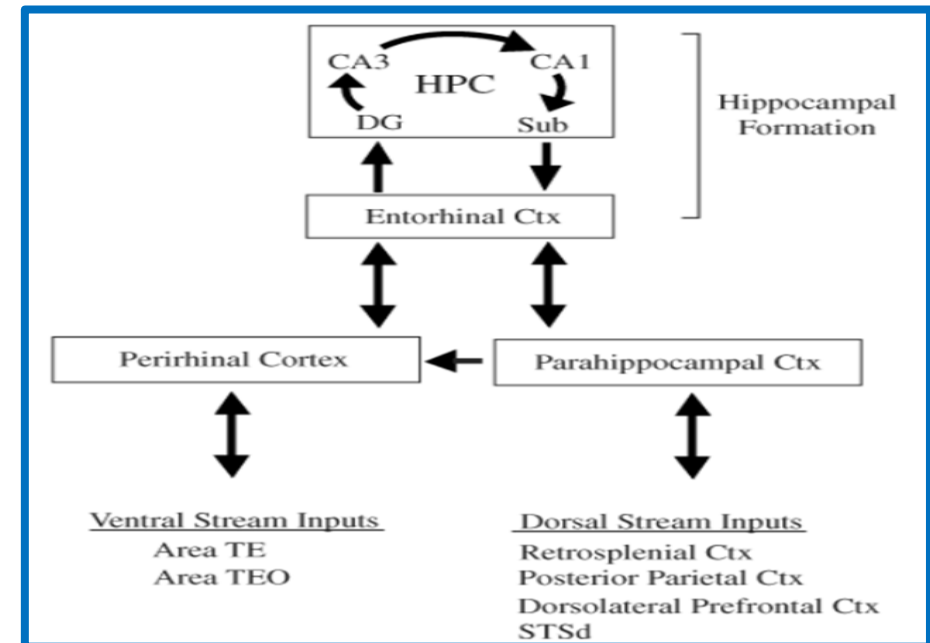 CA3
CA1
HPC
DG
Sub
Hippocampal
Formation
Entorhinal Ctx
Perirhinal Cortex
Parahippocampal Ctx
Ventral Stream Inputs
Area TE
Area TEO
Dorsal Stream Inputs
Retrosplenial Ctx
Posterior Parietal Ctx
Dorsolateral Prefrontal Ctx
STSd